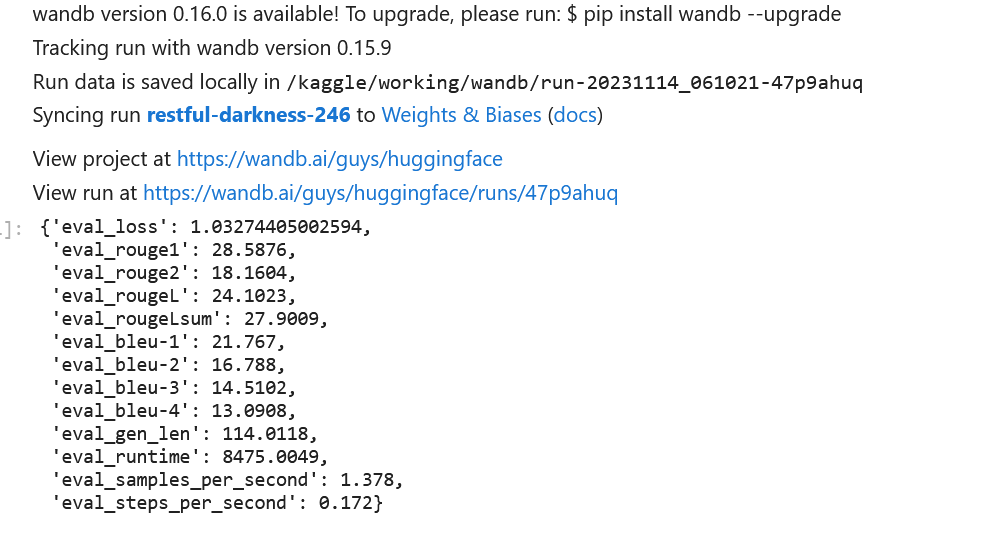 wandb version 0.16.0 is available! To upgrade, please run: $ pip install wandb --upgrade
Tracking run with wandb version 0.15.9
Run data is saved locally in /kaggle/working/wandb/run-20231114_061021-47p9ahuq
Syncing run restful-darkness-246 to Weights & Biases (docs)
View project at https://wandb.ai/guys/huggingface
View run at https://wandb.ai/guys/huggingface/runs/47p9ahuq
]: {'eval_loss': 1.03274405002594,
'eval_rouge1': 28.5876,
'eval_rouge2': 18.1604,
'eval_rougeL': 24.1023,
'eval_rougeLsum': 27.9009,
'eval_bleu-1': 21.767,
'eval_bleu-2': 16.788,
'eval_bleu-3': 14.5102,
'eval_bleu-4': 13.0908,
'eval_gen_len': 114.0118,
'eval_runtime': 8475.0049,
'eval_samples_per_second': 1.378,
'eval_steps_per_second': 0.172}